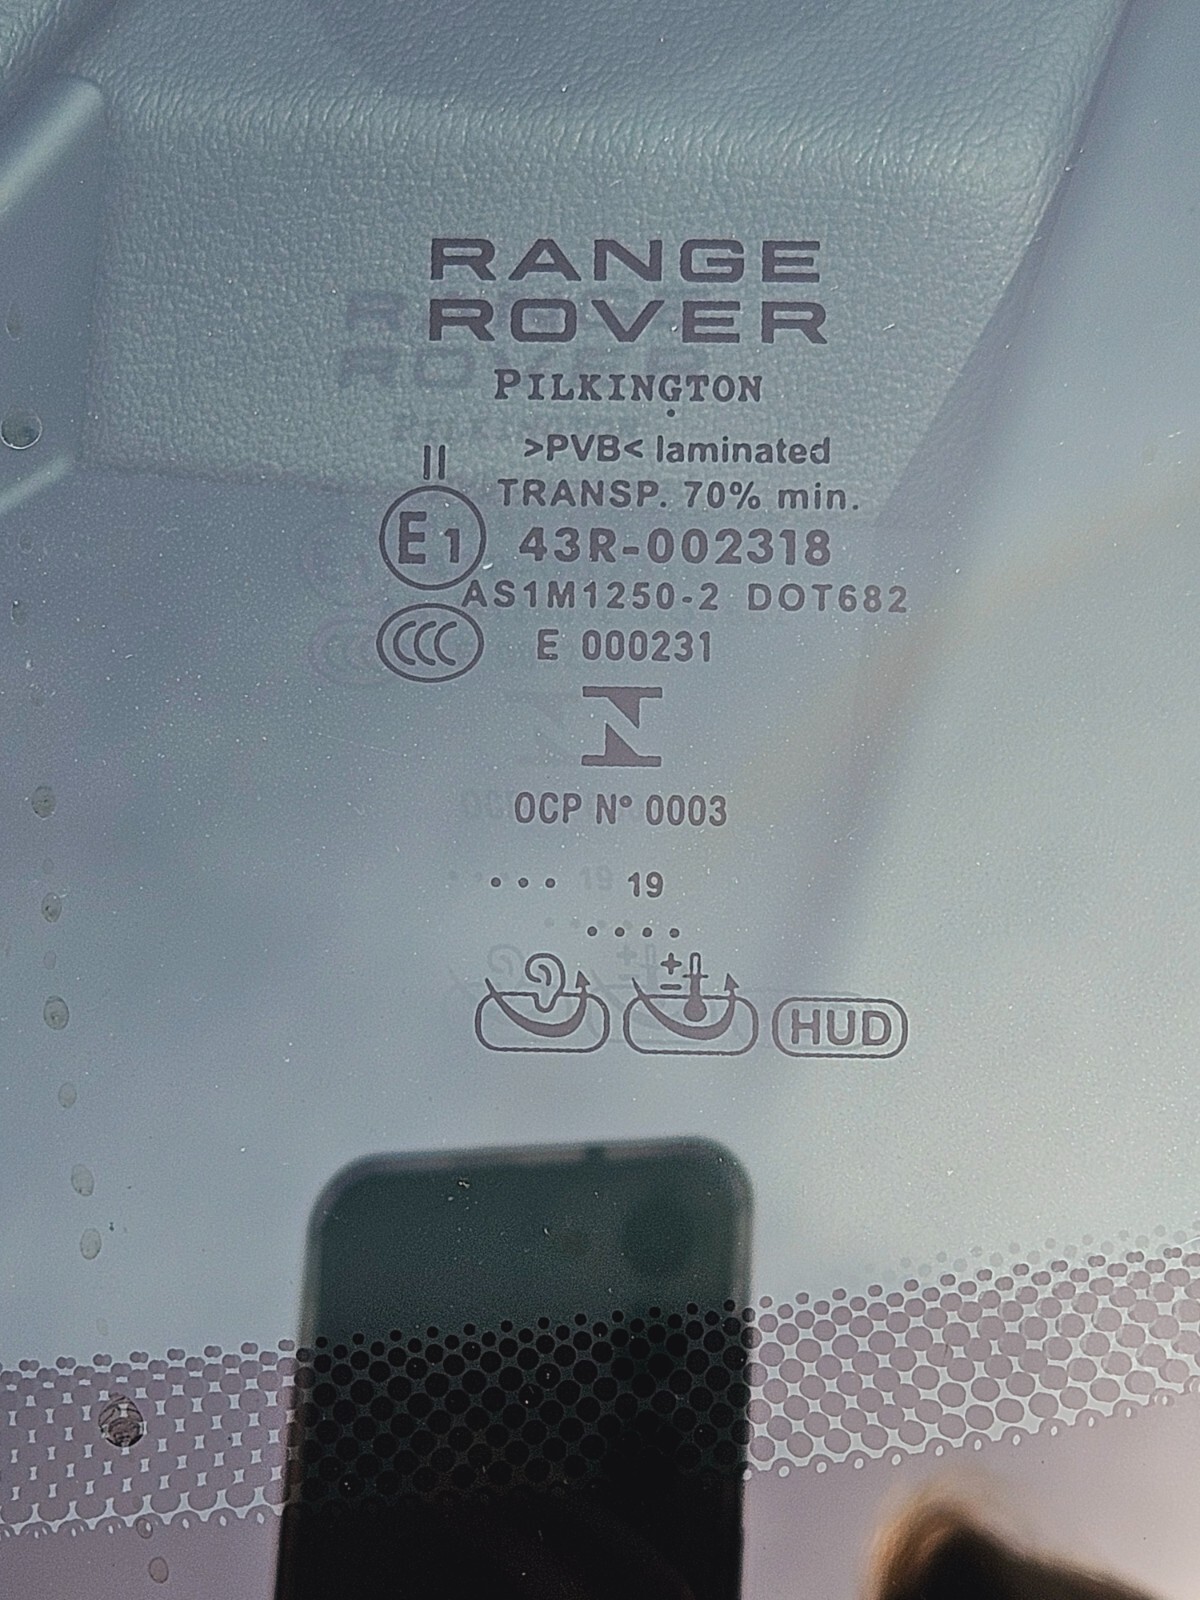 RANGE
ROVER
PILKINGTON
>PVB< laminated
II
TRANSP. 70% min.
E1 43R-002318
AS1M1250-2 DOT682
CCC E 000231
OCP N° 0003
... 19
....
HUD